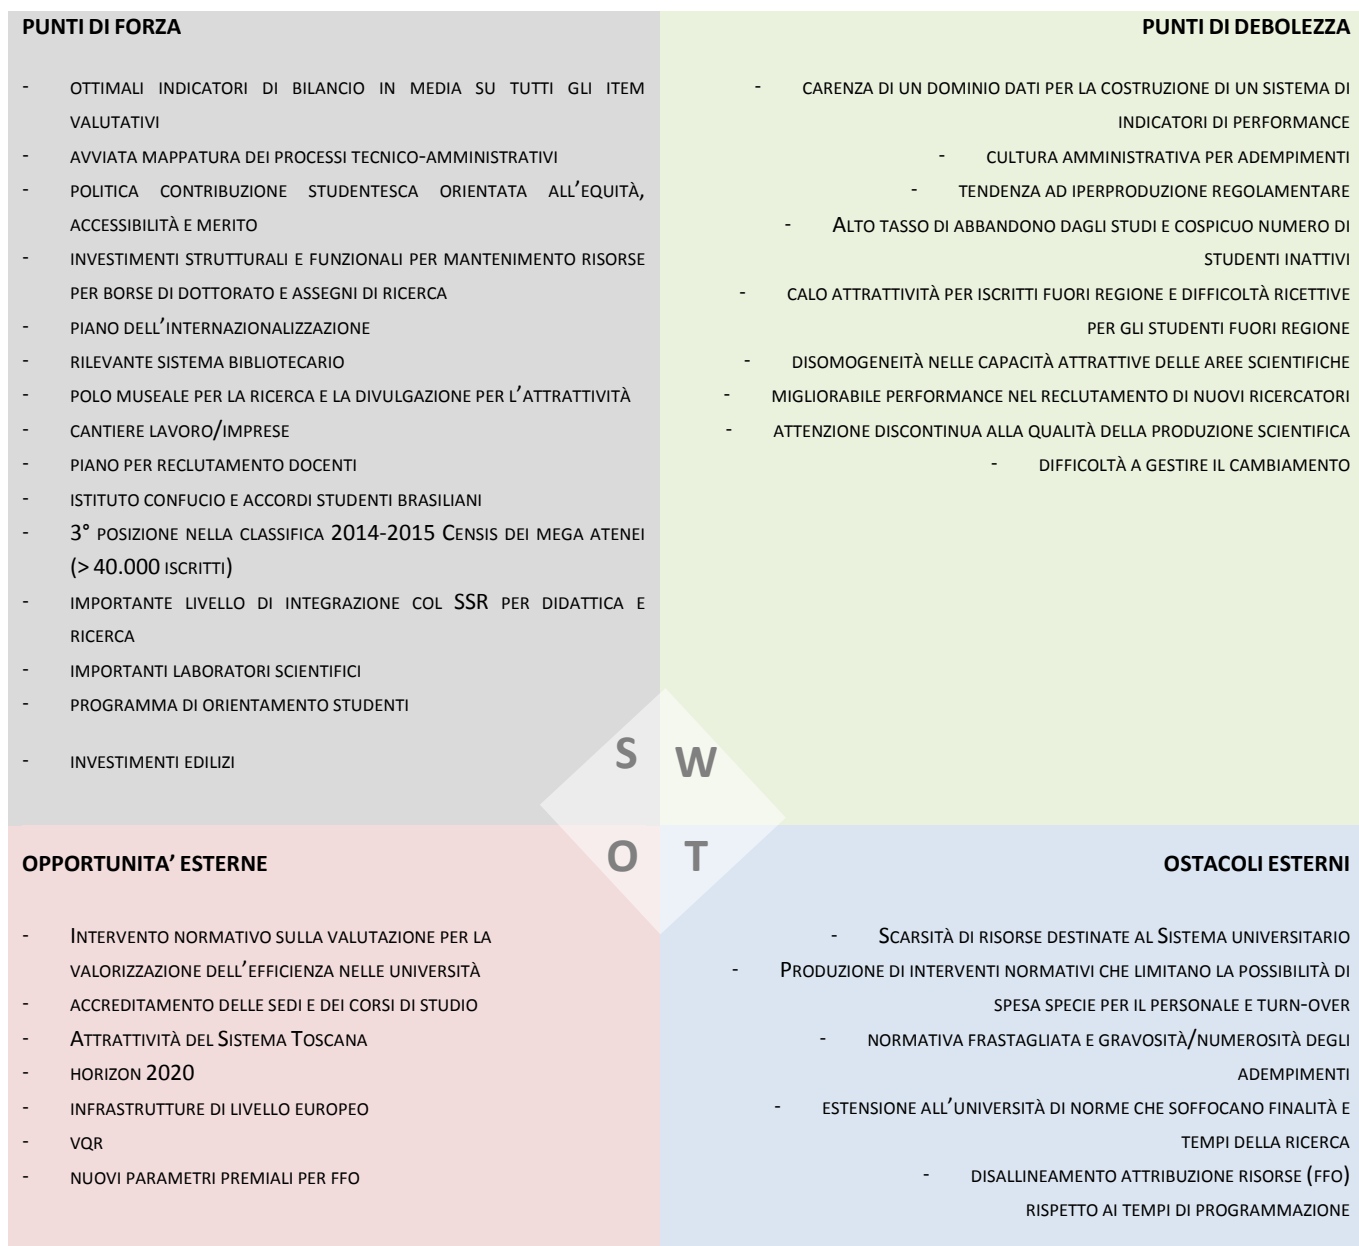 PUNTI DI FORZA
- OTTIMALI INDICATORI DI BILANCIO IN MEDIA SU TUTTI GLI ITEM
VALUTATIVI
- AVVIATA MAPPATURA DEI PROCESSI TECNICO-AMMINISTRATIVI
- POLITICA CONTRIBUZIONE STUDENTESCA ORIENTATA ALL'EQUITÀ,
ACCESSIBILITÀ E MERITO
- INVESTIMENTI STRUTTURALI E FUNZIONALI PER MANTENIMENTO RISORSE
PER BORSE DI DOTTORATO E ASSEGNI DI RICERCA
- PIANO DELL'INTERNAZIONALIZZAZIONE
- RILEVANTE SISTEMA BIBLIOTECARIO
- POLO MUSEALE PER LA RICERCA E LA DIVULGAZIONE PER L'ATTRATTIVITÀ
- CANTIERE LAVORO/IMPRESE
- PIANO PER RECLUTAMENTO DOCENTI
- ISTITUTO CONFUCIO E ACCORDI STUDENTI BRASILIANI
- 3° POSIZIONE NELLA CLASSIFICA 2014-2015 CENSIS DEI MEGA ATENEI
(> 40.000 ISCRITTI)
- IMPORTANTE LIVELLO DI INTEGRAZIONE COL SSR PER DIDATTICA E
RICERCA
- IMPORTANTI LABORATORI SCIENTIFICI
- PROGRAMMA DI ORIENTAMENTO STUDENTI
- INVESTIMENTI EDILIZI
PUNTI DI DEBOLEZZA
- CARENZA DI UN DOMINIO DATI PER LA COSTRUZIONE DI UN SISTEMA DI
INDICATORI DI PERFORMANCE
- CULTURA AMMINISTRATIVA PER ADEMPIMENTI
- TENDENZA AD IPERPRODUZIONE REGOLAMENTARE
- ALTO TASSO DI ABBANDONO DAGLI STUDI E COSPICUO NUMERO DI
STUDENTI INATTIVI
- CALO ATTRATTIVITÀ PER ISCRITTI FUORI REGIONE E DIFFICOLTÀ RICETTIVE
PER GLI STUDENTI FUORI REGIONE
- DISOMOGENEITÀ NELLE CAPACITÀ ATTRATTIVE DELLE AREE SCIENTIFICHE
- MIGLIORABILE PERFORMANCE NEL RECLUTAMENTO DI NUOVI RICERCATORI
- ATTENZIONE DISCONTINUA ALLA QUALITÀ DELLA PRODUZIONE SCIENTIFICA
- DIFFICOLTÀ A GESTIRE IL CAMBIAMENTO
S W
O T
OPPORTUNITA' ESTERNE
- INTERVENTO NORMATIVO SULLA VALUTAZIONE PER LA
VALORIZZAZIONE DELL'EFFICIENZA NELLE UNIVERSITÀ
- ACCREDITAMENTO DELLE SEDI E DEI CORSI DI STUDIO
- ATTRATTIVITÀ DEL SISTEMA TOSCANA
- HORIZON 2020
- INFRASTRUTTURE DI LIVELLO EUROPEO
- VQR
- NUOVI PARAMETRI PREMIALI PER FFO
OSTACOLI ESTERNI
- SCARSITÀ DI RISORSE DESTINATE AL SISTEMA UNIVERSITARIO
- PRODUZIONE DI INTERVENTI NORMATIVI CHE LIMITANO LA POSSIBILITÀ DI
SPESA SPECIE PER IL PERSONALE E TURN-OVER
- NORMATIVA FRASTAGLIATA E GRAVOSITÀ/NUMEROSITÀ DEGLI
ADEMPIMENTI
- ESTENSIONE ALL'UNIVERSITÀ DI NORME CHE SOFFOCANO FINALITÀ E
TEMPI DELLA RICERCA
- DISALLINEAMENTO ATTRIBUZIONE RISORSE (FFO)
RISPETTO AI TEMPI DI PROGRAMMAZIONE